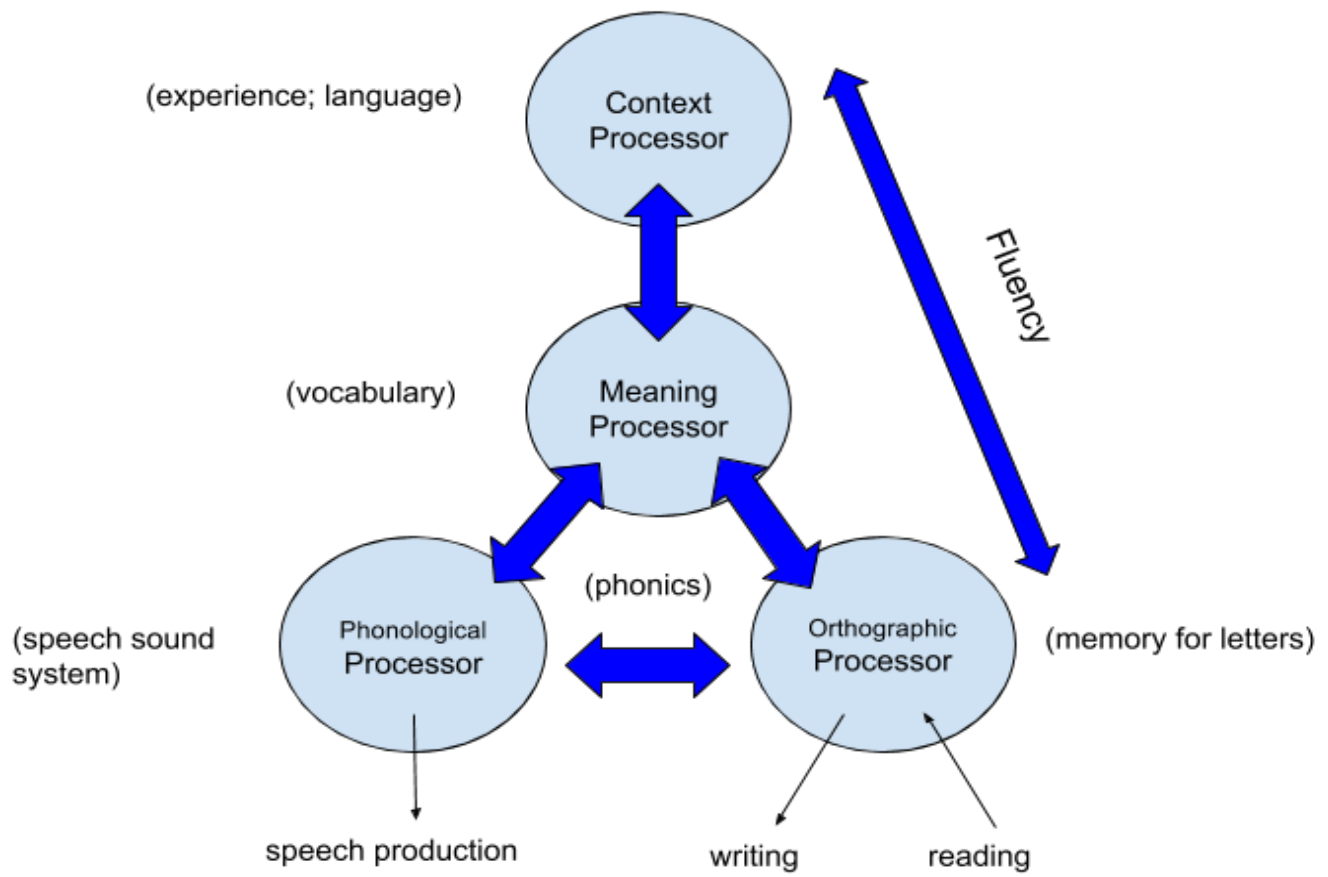 (experience; language)
Context
Processor
Fluency
(vocabulary)
Meaning
Processor
(phonics)
(speech sound
system)
Phonological
Processor
Orthographic
Processor
(memory for letters)
speech production
writing
reading